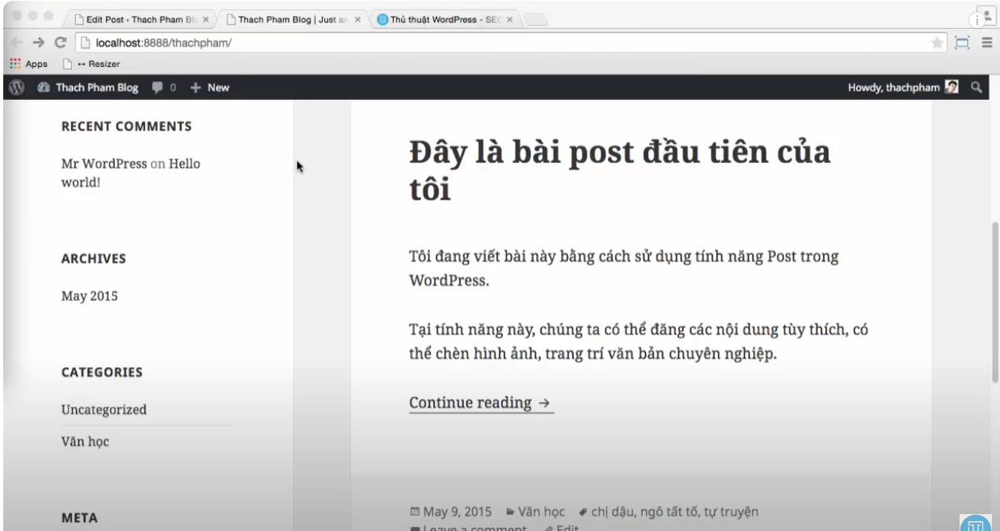 Edit Post ‹ Thach Pham Bl
Thach Pham Blog | Just an
Thủ thuật WordPress - SEO
localhost:8888/thachpham/
Apps
↔ Resizer
Thach Pham Blog
0
+ New
Howdy, thachpham
RECENT COMMENTS
Mr WordPress on Hello
world!
ARCHIVES
May 2015
CATEGORIES
Uncategorized
Văn học
META
Đây là bài post đầu tiên của
tôi
Tôi đang viết bài này bằng cách sử dụng tính năng Post trong
WordPress.
Tại tính năng này, chúng ta có thể đăng các nội dung tùy thích, có
thể chèn hình ảnh, trang trí văn bản chuyên nghiệp.
Continue reading →
May 9, 2015 Văn học chị dậu, ngô tất tố, tự truyện
Leave a comment Edit